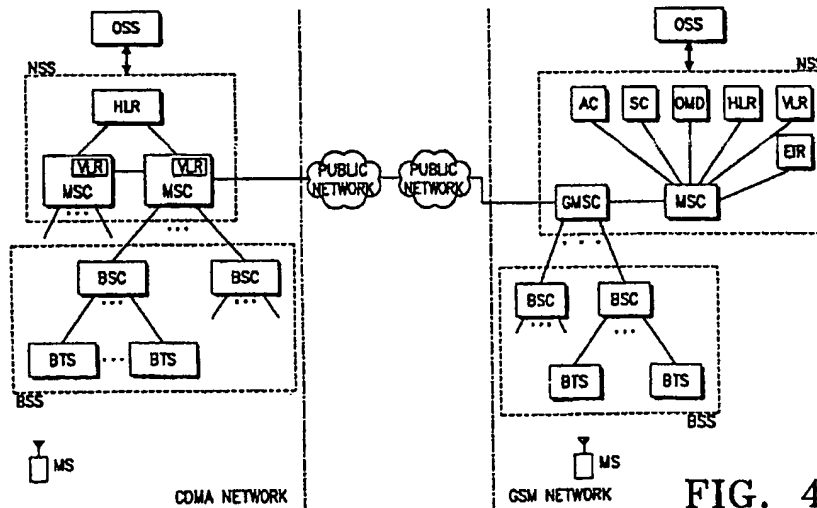 OSS
NSS
HLR
VLR
MSC
VLR
MSC
BSC
BSC
BTS
BTS
BSS
MS
CDMA NETWORK
PUBLIC
NETWORK
PUBLIC
NETWORK
OSS
NSS
AC
SC
OMD
HLR
VLR
EIR
GMSC
MSC
BSC
BSC
BTS
BTS
BSS
MS
GSM NETWORK
FIG. 4